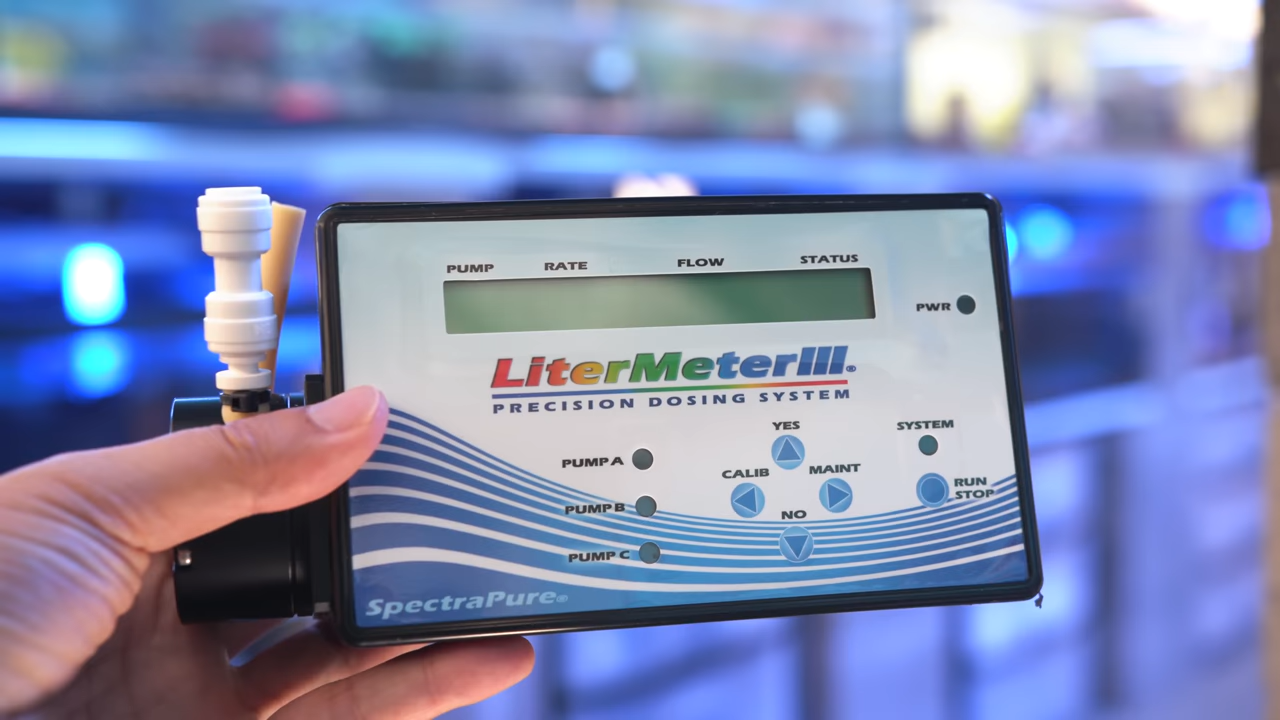 PUMP RATE FLOW STATUS
PWR
LiterMeterIII®
PRECISION DOSING SYSTEM
YES
SYSTEM
PUMP A
CALIB MAINT
RUN
STOP
PUMP B
NO
PUMP C
SpectraPure®